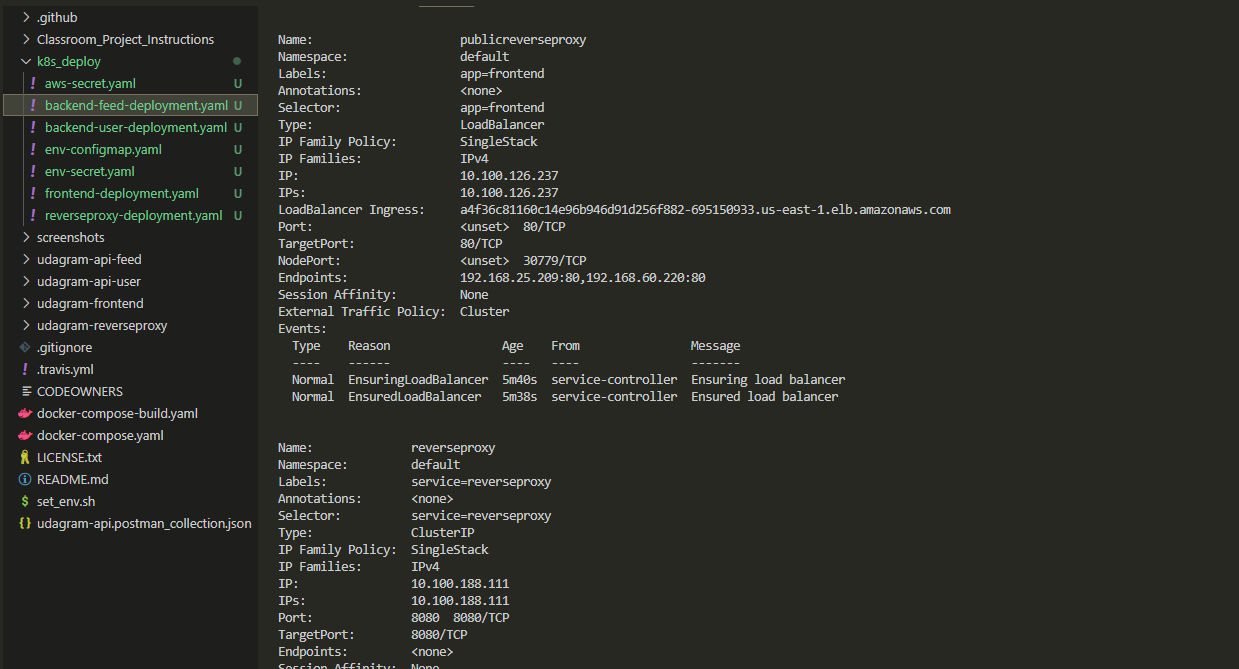 .github
Classroom_Project_Instructions
k8s_deploy
! aws-secret.yaml U
! backend-feed-deployment.yaml U
! backend-user-deployment.yaml U
! env-configmap.yaml U
! env-secret.yaml U
! frontend-deployment.yaml U
! reverseproxy-deployment.yaml U
screenshots
udagram-api-feed
udagram-api-user
udagram-frontend
udagram-reverseproxy
.gitignore
! .travis.yml
CODEOWNERS
docker-compose-build.yaml
docker-compose.yaml
LICENSE.txt
README.md
$ set_env.sh
{} udagram-api.postman_collection.json
Name: publicreverseproxy
Namespace: default
Labels: app=frontend
Annotations: <none>
Selector: app=frontend
Type: LoadBalancer
IP Family Policy: SingleStack
IP Families: IPv4
IP: 10.100.126.237
IPs: 10.100.126.237
LoadBalancer Ingress: a4f36c81160c14e96b946d91d256f882-695150933.us-east-1.elb.amazonaws.com
Port: <unset> 80/TCP
TargetPort: 80/TCP
NodePort: <unset> 30779/TCP
Endpoints: 192.168.25.209:80,192.168.60.220:80
Session Affinity: None
External Traffic Policy: Cluster
Events:
Type Reason Age From Message
---- ------ ---- ---- -------
Normal EnsuringLoadBalancer 5m40s service-controller Ensuring load balancer
Normal EnsuredLoadBalancer 5m38s service-controller Ensured load balancer
Name: reverseproxy
Namespace: default
Labels: service=reverseproxy
Annotations: <none>
Selector: service=reverseproxy
Type: ClusterIP
IP Family Policy: SingleStack
IP Families: IPv4
IP: 10.100.188.111
IPs: 10.100.188.111
Port: 8080 8080/TCP
TargetPort: 8080/TCP
Endpoints: <none>
Session Affinity: None